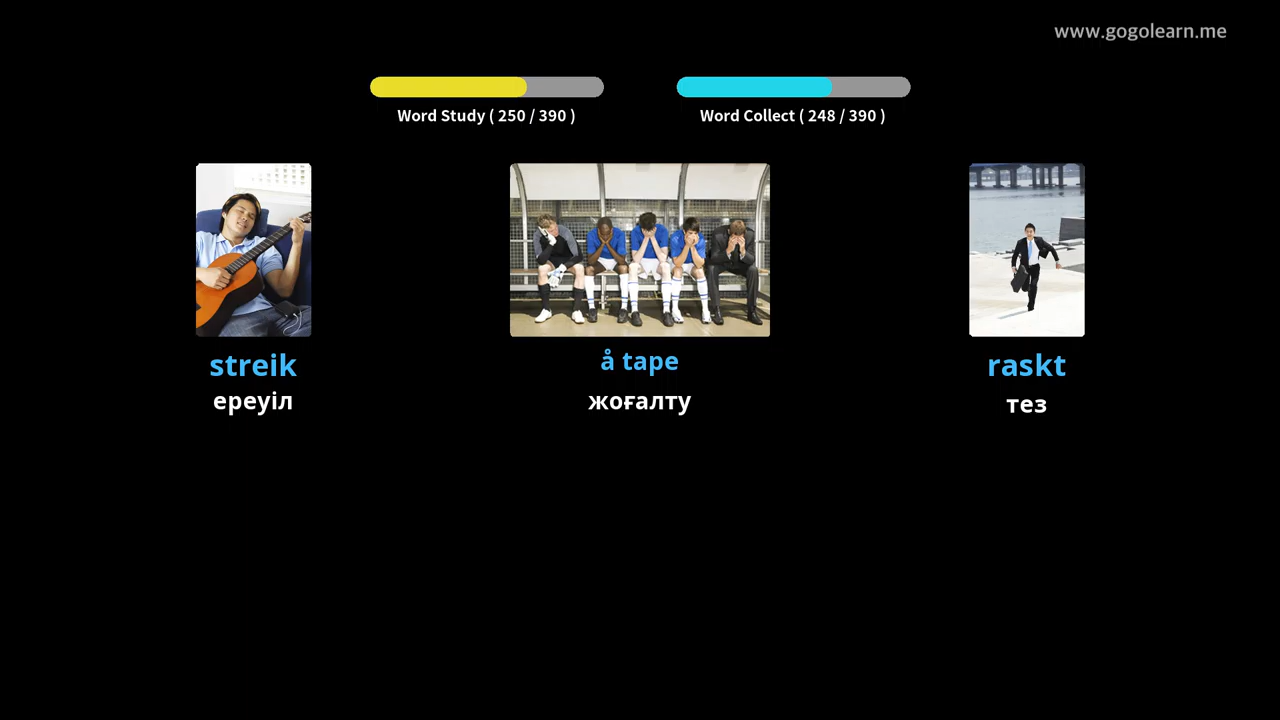 www.gogolearn.me
Word Study ( 250 / 390 )
Word Collect ( 248 / 390 )
streik
ереуіл
å tape
жоғалту
raskt
тез